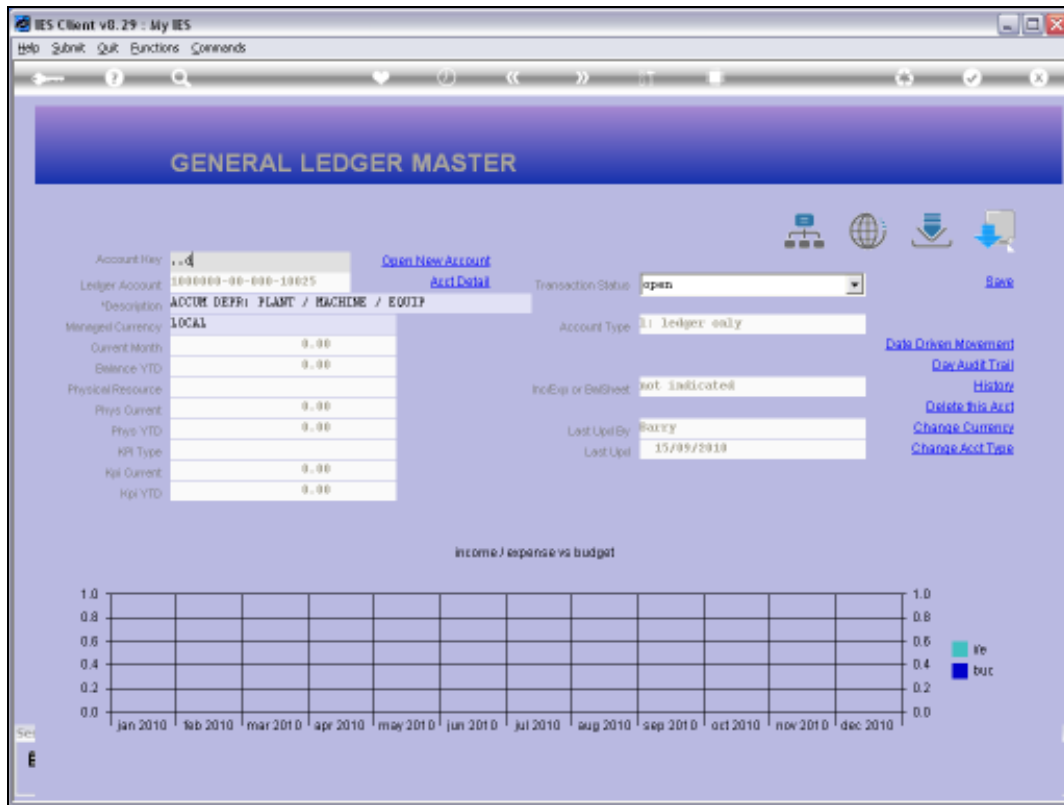 IES Client v8.29 : My IES
Help Submit Quit Functions Commands
GENERAL LEDGER MASTER
Account Key ..d Open New Account
Ledger Account 1000000-00-000-10025 Acct Detail Transaction Status open Save
*Description ACCUM DEPR: PLANT / MACHINE / EQUIP
Managed Currency LOCAL Account Type 1: ledger only
Current Month 0.00 Date Driven Movement
Balance YTD 0.00 Day Audit Trail
Physical Resource Inc/Exp or BalSheet not indicated History
Phys Current 0.00 Delete this Acct
Phys YTD 0.00 Last Upd By Barry Change Currency
KPI Type Last Upd 15/09/2010 Change Acct Type
Kpi Current 0.00
Kpi YTD 0.00
income / expense vs budget
1.0 1.0
0.8 0.8
0.6 0.6
0.4 0.4
0.2 0.2
0.0 0.0
i/e
buc
jan 2010 feb 2010 mar 2010 apr 2010 may 2010 jun 2010 jul 2010 aug 2010 sep 2010 oct 2010 nov 2010 dec 2010